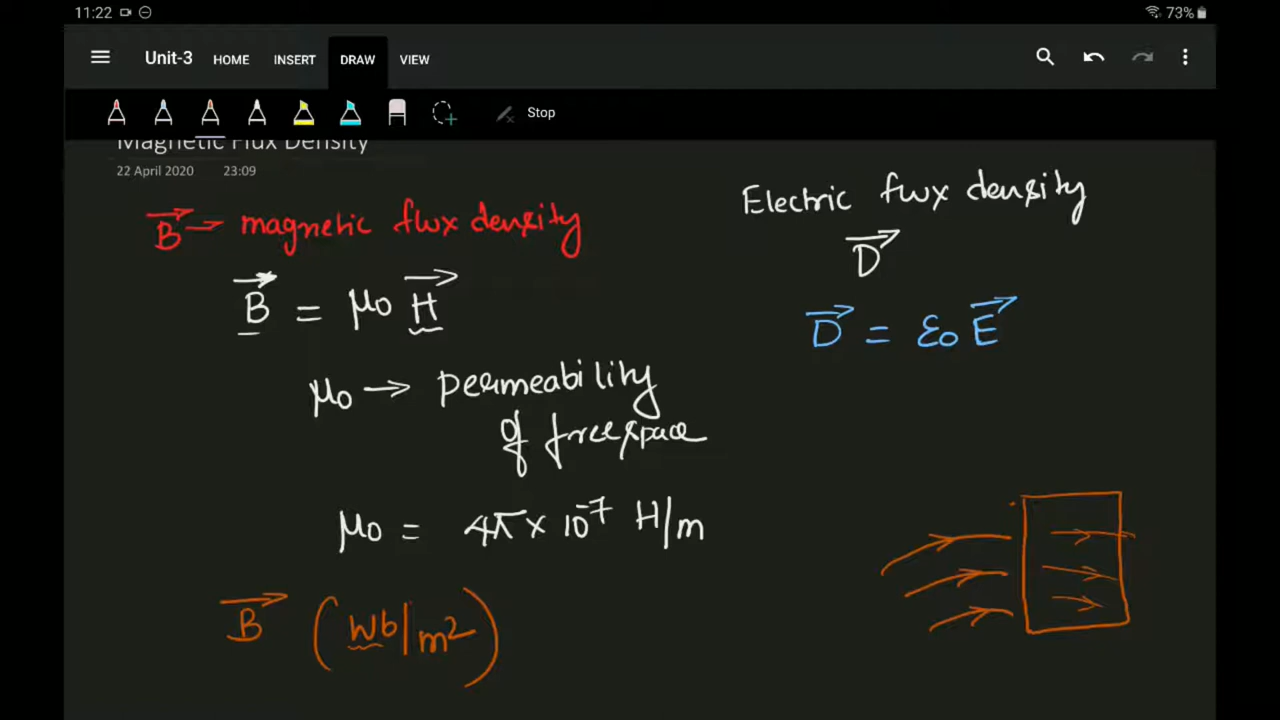 11:22 73%
Unit-3 HOME INSERT DRAW VIEW
Stop
Magnetic Flux Density
22 April 2020 23:09
B → magnetic flux density
B = μ0 H
μ0 → permeability
of freespace
μ0 = 4π × 10⁻⁷ H/m
B (Wb/m²)
Electric flux density
D
D = ε0 E